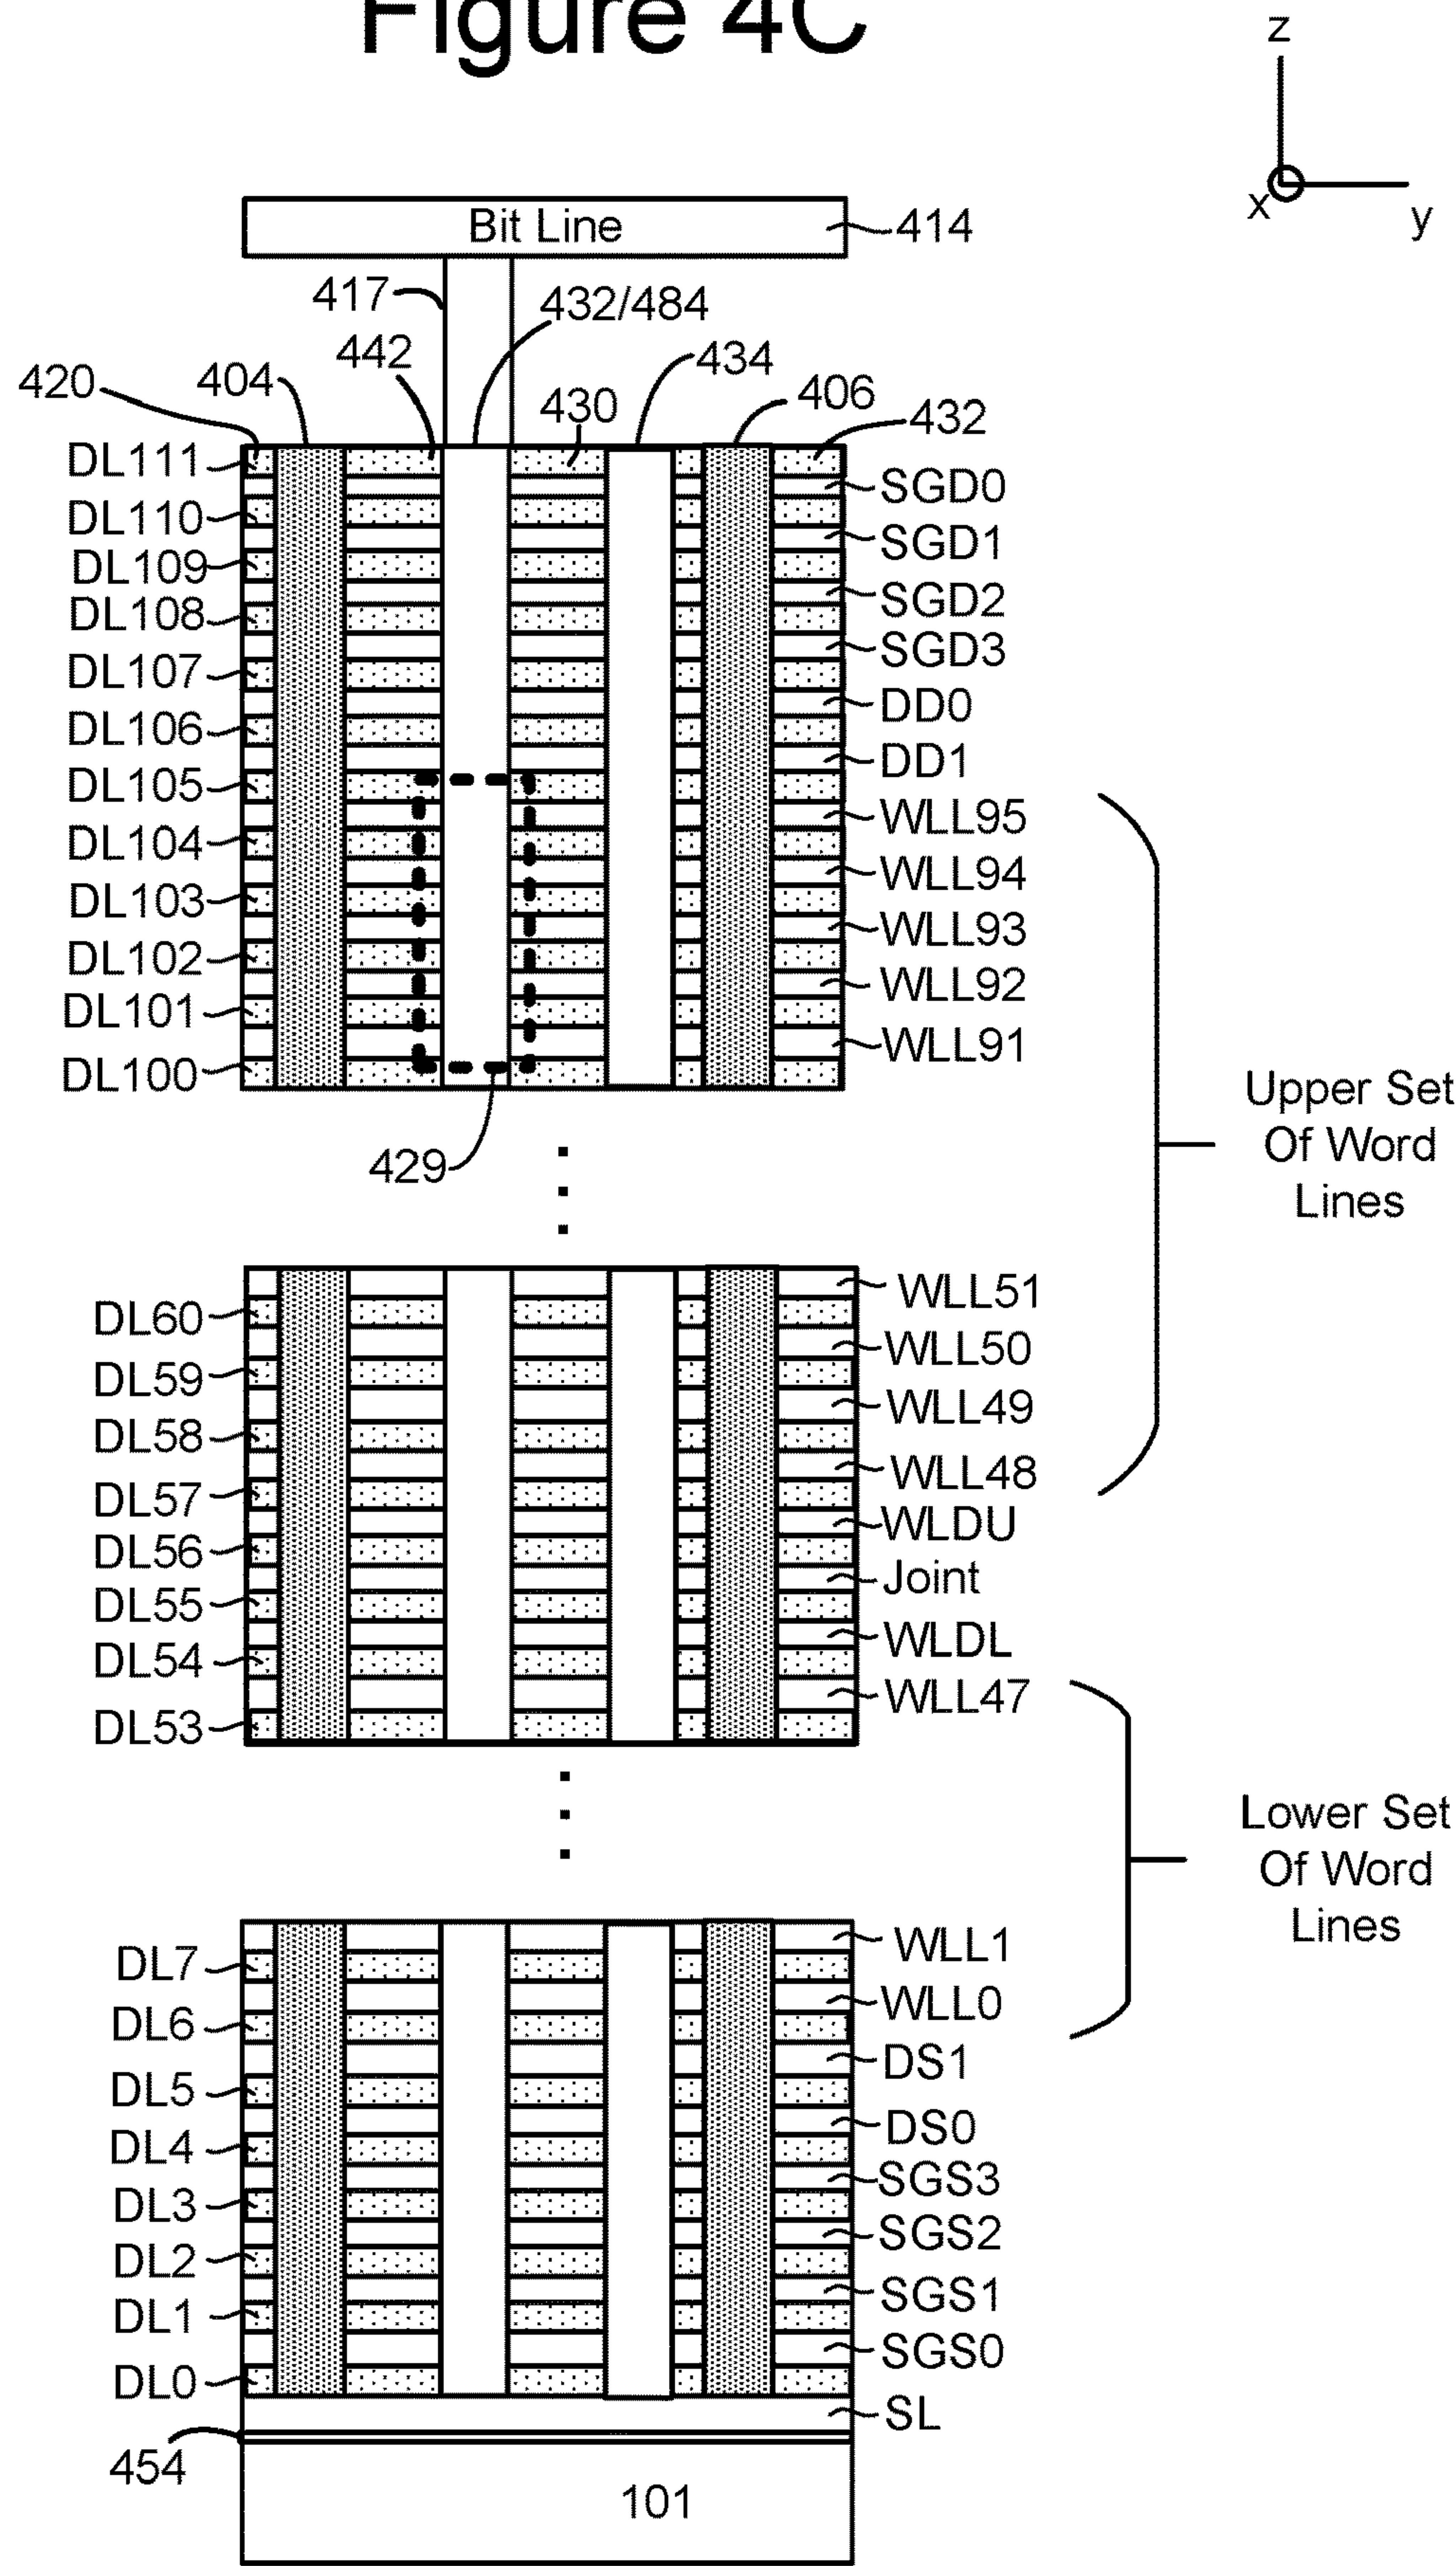 Figure 4C
z
x
y
Bit Line
414
417
432/484
442
434
420
404
430
406
432
DL111
SGD0
DL110
SGD1
DL109
SGD2
DL108
SGD3
DL107
DD0
DL106
DD1
DL105
WLL95
DL104
WLL94
DL103
WLL93
DL102
WLL92
DL101
WLL91
DL100
429
Upper Set
Of Word
Lines
WLL51
DL60
WLL50
DL59
WLL49
DL58
WLL48
DL57
WLDU
DL56
Joint
DL55
WLDL
DL54
WLL47
DL53
Lower Set
Of Word
Lines
WLL1
DL7
WLL0
DL6
DS1
DL5
DS0
DL4
SGS3
DL3
SGS2
DL2
SGS1
DL1
SGS0
DL0
SL
454
101